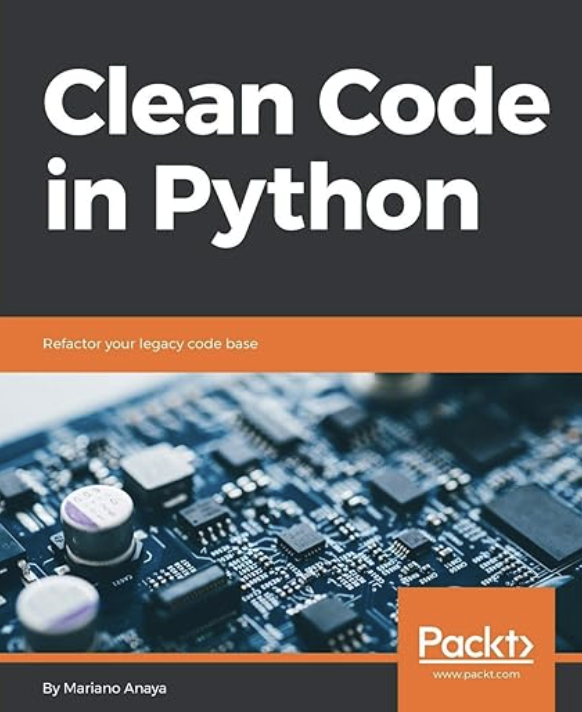 Clean Code
in Python
Refactor your legacy code base
Packt>
www.packt.com
By Mariano Anaya